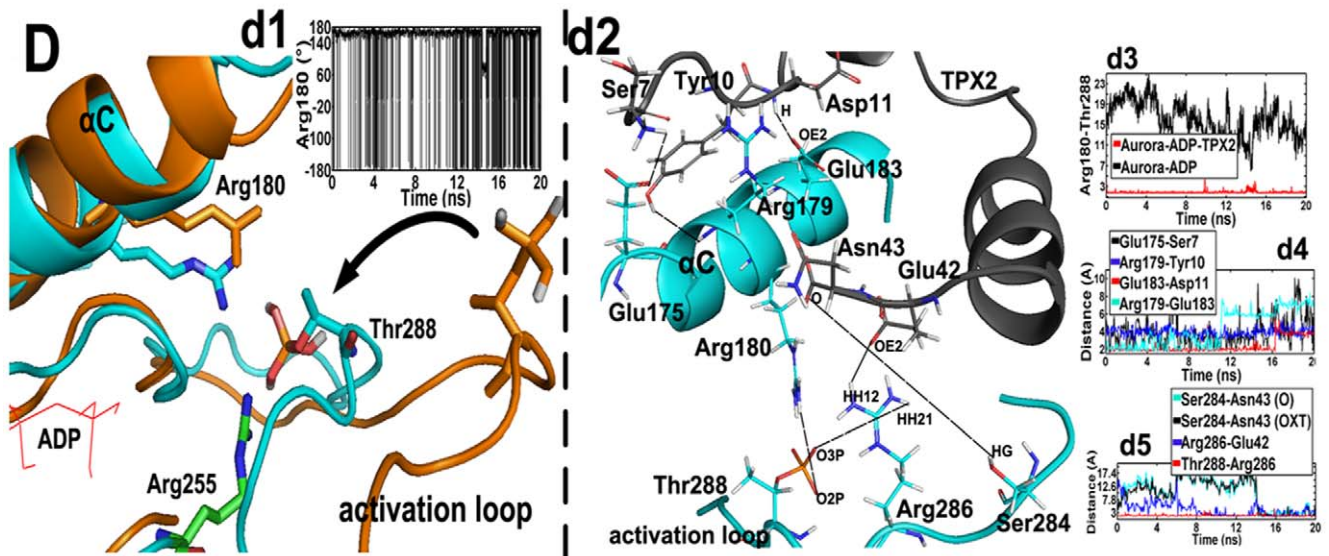 D
d1
Arg180 (°)
180
140
60
-20
-100
-180
0
4
8
12
16
20
Time (ns)
αC
Arg180
Thr288
ADP
Arg255
activation loop
d2
Ser7
Tyr10
Asp11
TPX2
H
OE2
Glu183
Arg179
αC
Asn43
Glu42
Glu175
O
Arg180
OE2
HH12
HH21
O3P
HG
Thr288
O2P
Arg286
Ser284
activation loop
d3
Arg180-Thr288
23
19
15
11
7
3
Aurora-ADP-TPX2
Aurora-ADP
0
4
8
12
16
20
Time (ns)
d4
Glu175-Ser7
Arg179-Tyr10
Glu183-Asp11
Arg179-Glu183
Distance (A)
10
8
6
4
2
0
4
8
12
16
20
Time (ns)
d5
Ser284-Asn43 (O)
Ser284-Asn43 (OXT)
Arg286-Glu42
Thr288-Arg286
Distance (A)
17.4
12.6
7.8
3
0
4
8
12
16
20
Time (ns)